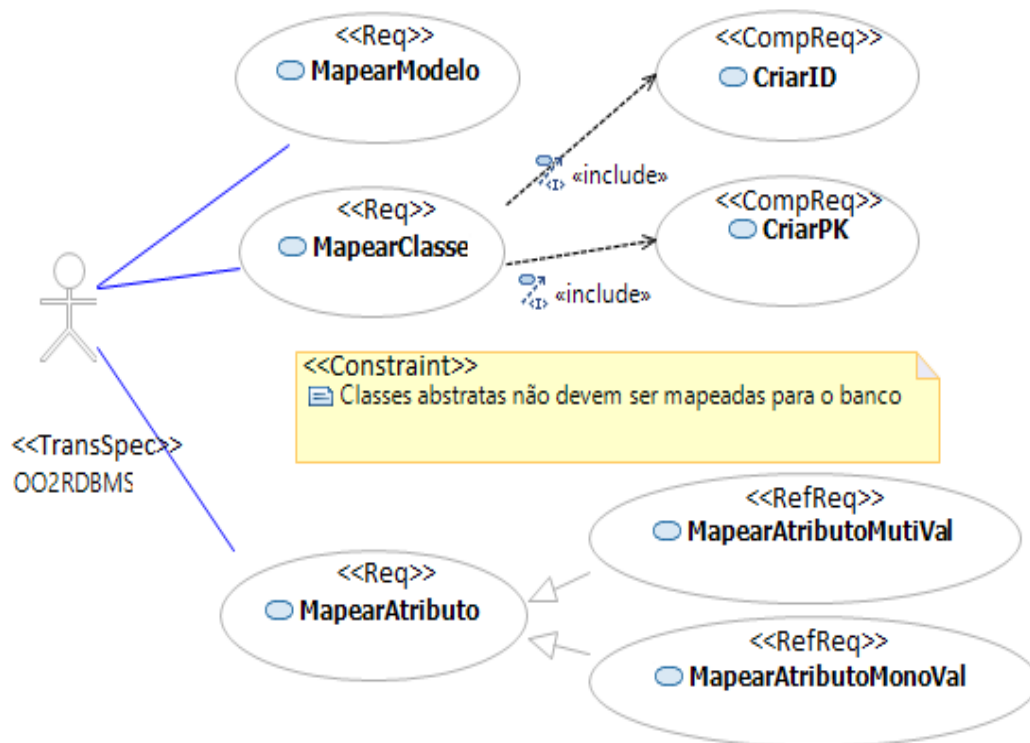 <<Req>>
MapearModelo
<<CompReq>>
CriarID
«include»
<<Req>>
MapearClasse
<<CompReq>>
CriarPK
«include»
<<Constraint>>
Classes abstratas não devem ser mapeadas para o banco
<<TransSpec>>
OO2RDBMS
<<RefReq>>
MapearAtributoMutiVal
<<Req>>
MapearAtributo
<<RefReq>>
MapearAtributoMonoVal